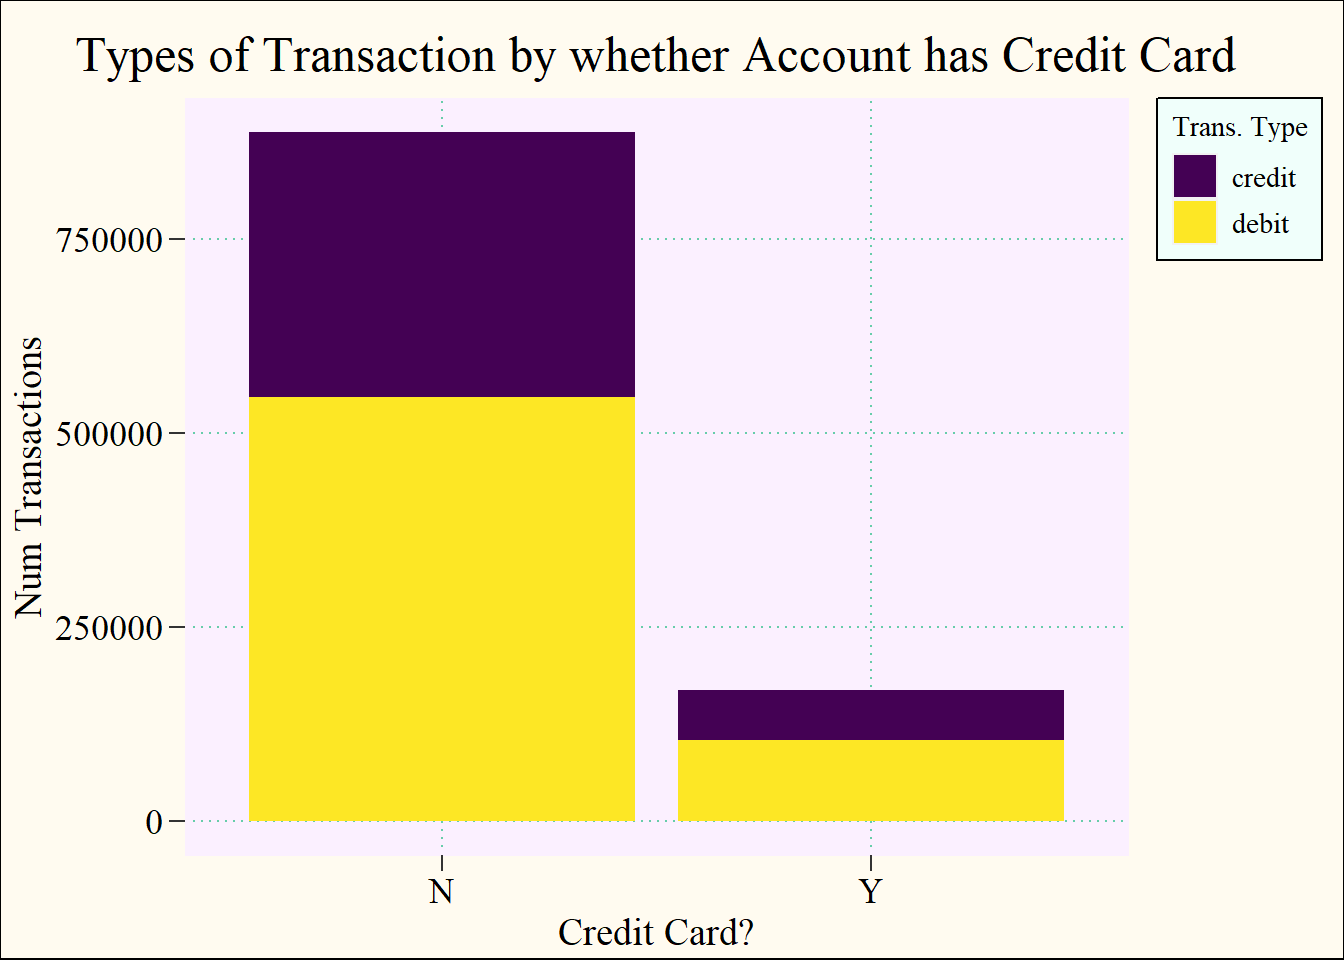 Types of Transaction by whether Account has Credit Card
Trans. Type
credit
debit
Num Transactions
750000
500000
250000
0
N
Y
Credit Card?